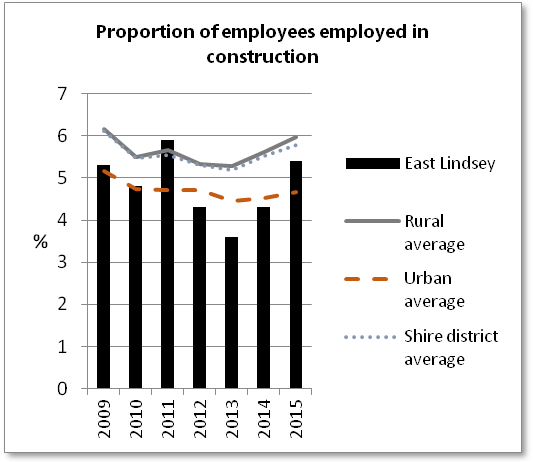 Proportion of employees employed in
construction
7
6
5
4
3
2
1
0
%
2009
2010
2011
2012
2013
2014
2015
East Lindsey
Rural
average
Urban
average
Shire district
average